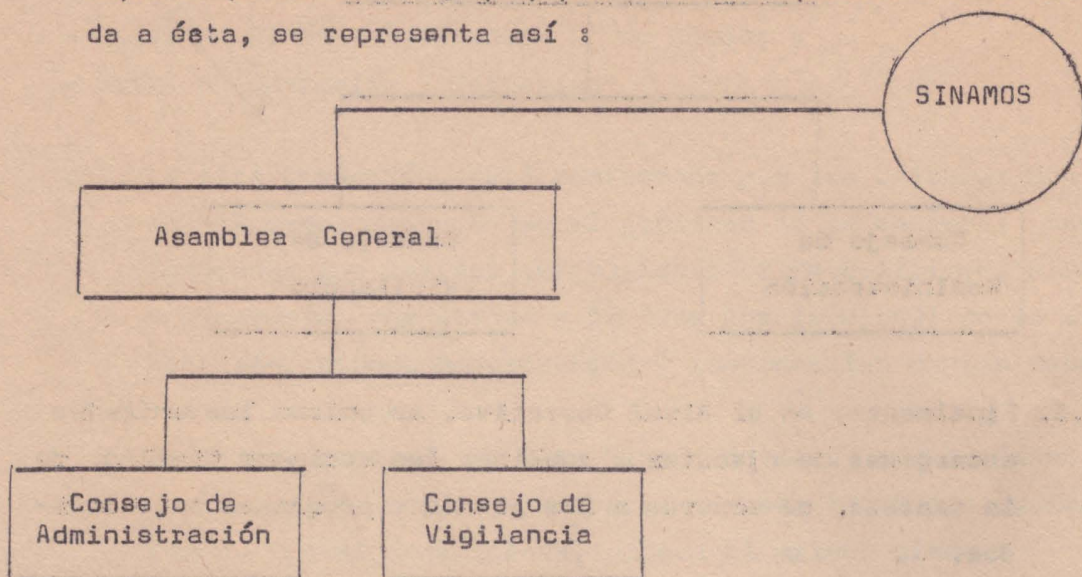 da a ésta, se representa así :
SINAMOS
Asamblea General
Consejo de
Administración
Consejo de
Vigilancia